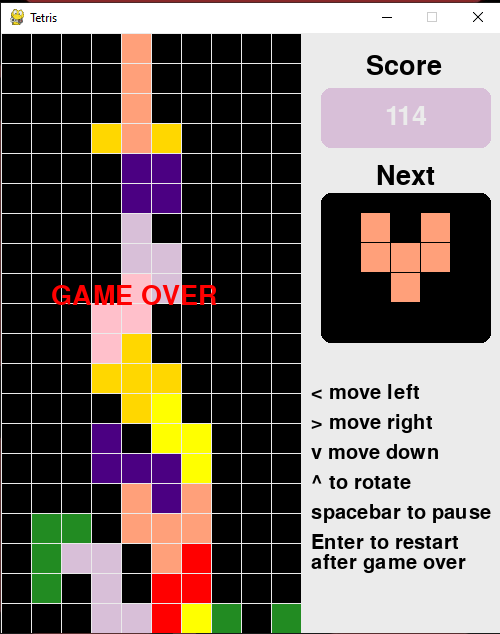 Tetris
Score
114
Next
GAME OVER
< move left
> move right
v move down
^ to rotate
spacebar to pause
Enter to restart
after game over